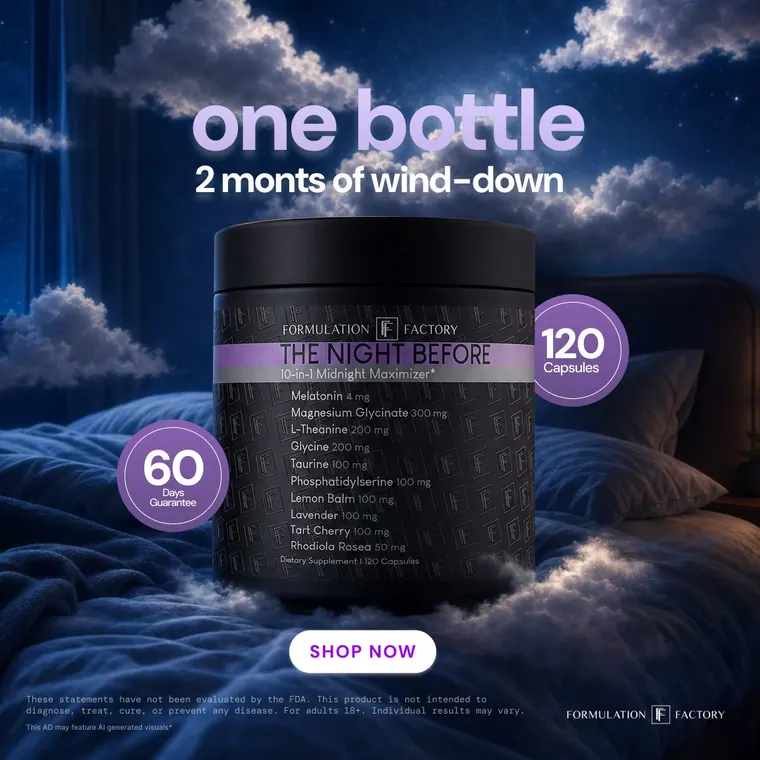 one bottle
2 monts of wind-down
FORMULATION FF FACTORY
THE NIGHT BEFORE
10-in-1 Midnight Maximizer*
Melatonin 4 mg
Magnesium Glycinate 300 mg
L-Theanine 200 mg
Glycine 200 mg
Taurine 100 mg
Phosphatidylserine 100 mg
Lemon Balm 100 mg
Lavender 100 mg
Tart Cherry 100 mg
Rhodiola Rosea 50 mg
Dietary Supplement | 120 Capsules
120
Capsules
60
Days
Guarantee
SHOP NOW
These statements have not been evaluated by the FDA. This product is not intended to
diagnose, treat, cure, or prevent any disease. For adults 18+. Individual results may vary.
This AD may feature AI generated visuals*
FORMULATION FF FACTORY